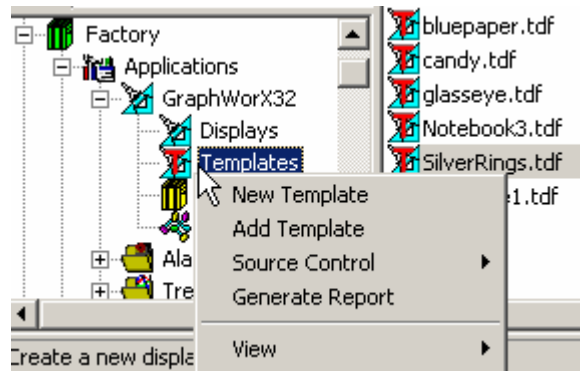 Factory
Applications
GraphWorX32
Displays
Templates
Ala
Tre
bluepaper.tdf
candy.tdf
glasseye.tdf
Notebook3.tdf
SilverRings.tdf
e1.tdf
New Template
Add Template
Source Control
Generate Report
View
Create a new displa